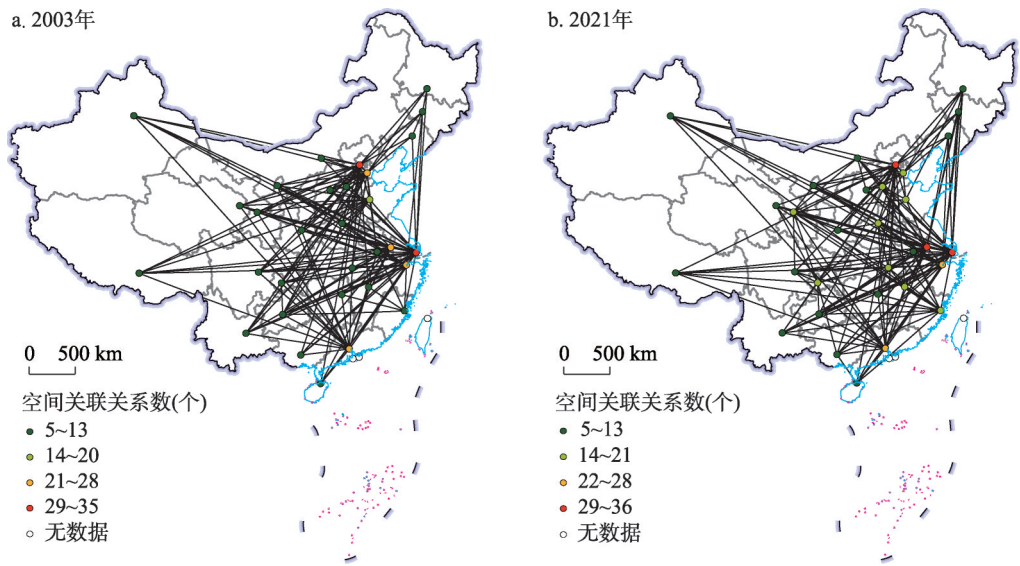 a. 2003年
0 500 km
空间关联关系数(个)
5~13
14~20
21~28
29~35
无数据
b. 2021年
0 500 km
空间关联关系数(个)
5~13
14~21
22~28
29~36
无数据